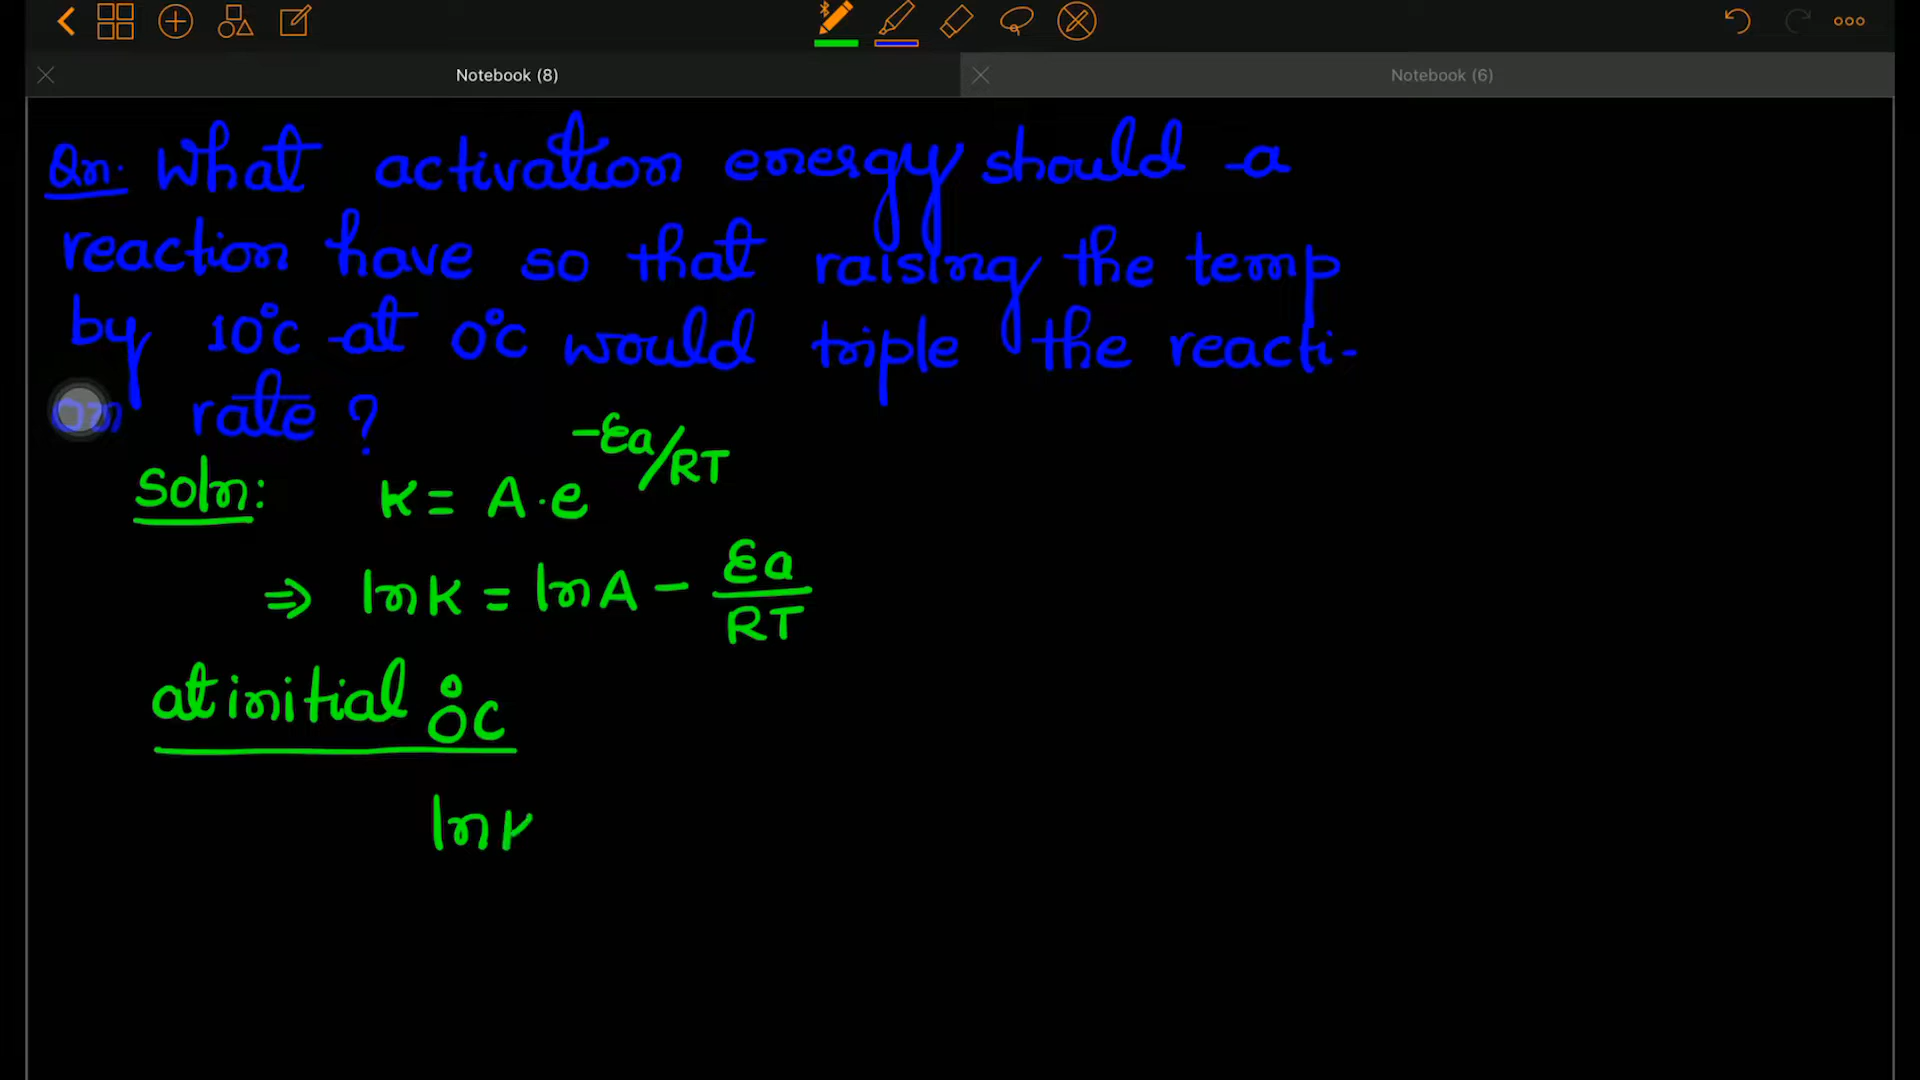 Notebook (8)
Notebook (6)
Qn. What activation energy should a
reaction have so that raising the temp
by 10°C at 0°C would triple the reacti-
on rate ?
Soln: K = A·e^-Ea/RT
⇒ lnK = lnA - Ea/RT
at initial 0°C
lnK